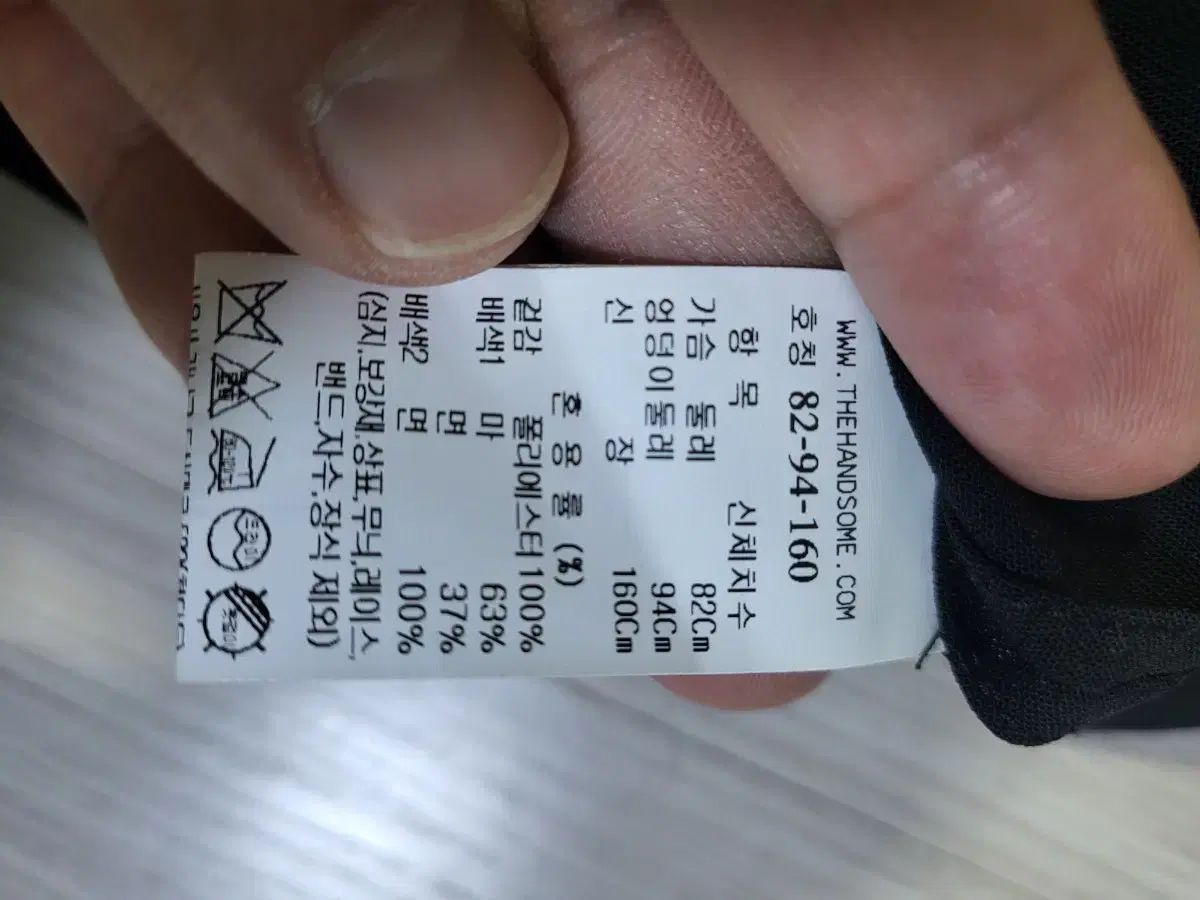 WWW.THEHANDSOME.COM
호칭 82-94-160
항 목 신체치수
가슴 둘레 82Cm
엉덩이둘레 94Cm
신 장 160Cm
혼 용 률 (%)
겉감 폴리에스터100%
배색1 마 63%
면 37%
배색2 면 100%
(심지,보강재,상표,무늬,레이스,
밴드,자수,장식 제외)
드라이